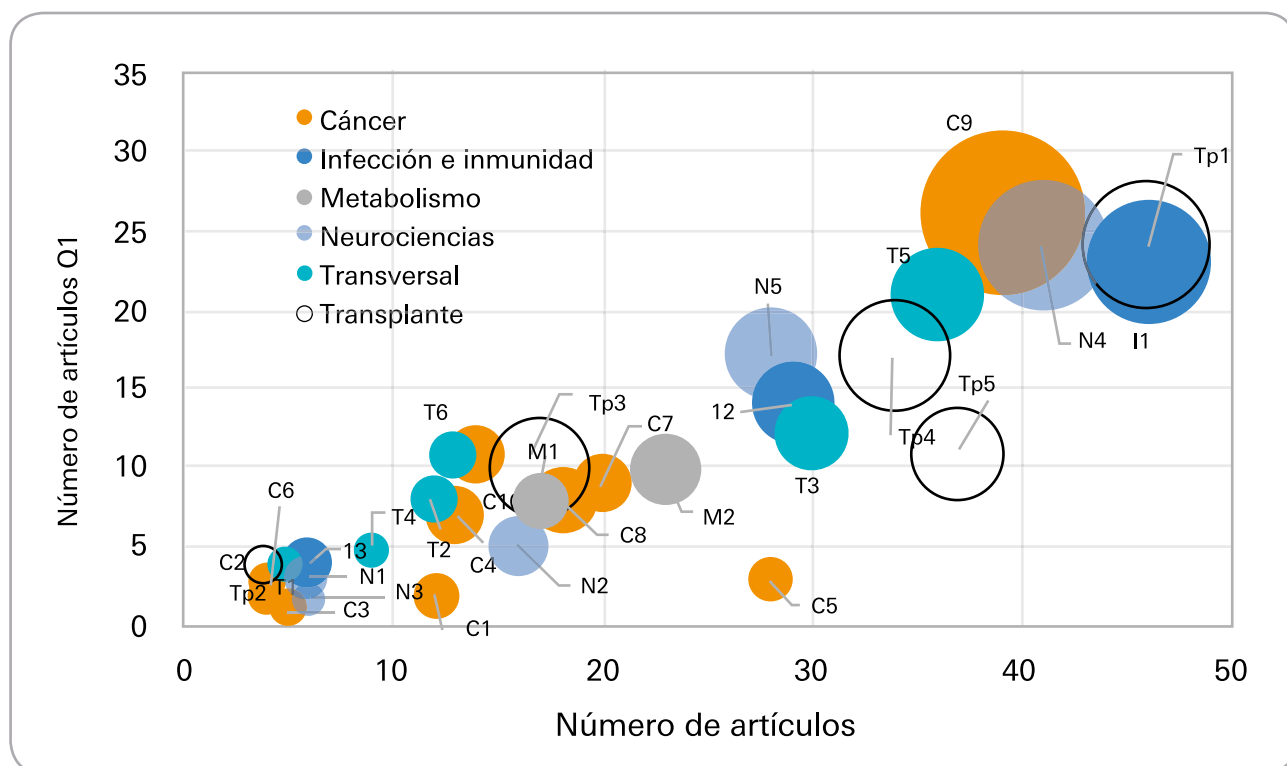 35
30
25
20
15
10
5
0
Número de artículos Q1
Cáncer
Infección e inmunidad
Metabolismo
Neurociencias
Transversal
Transplante
C9
Tp1
T5
N5
N4
I1
Tp5
12
Tp4
T3
Tp3
T6
C7
M1
C10
M2
C8
C6
T4
T2
C4
C2
13
N1
N2
C5
Tp2
T1
N3
C3
C1
0
10
20
30
40
50
Número de artículos